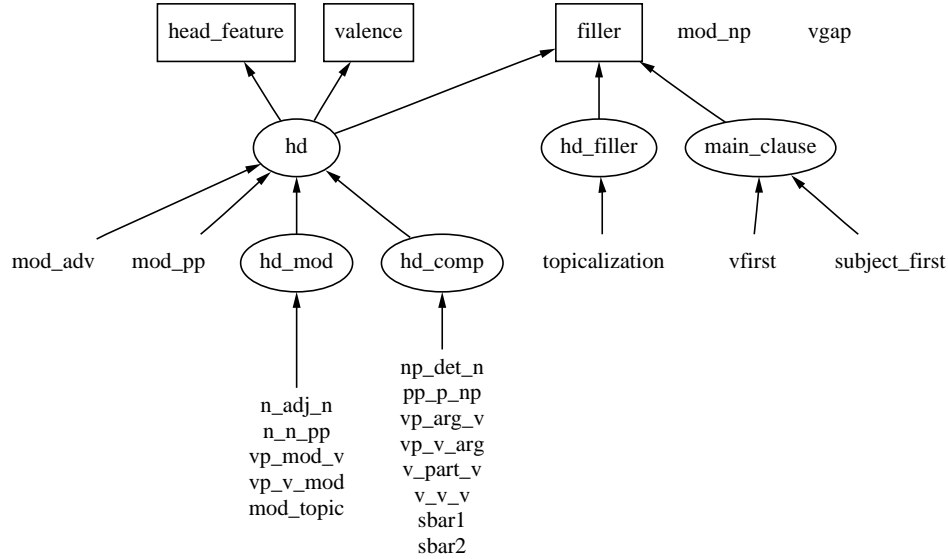 head_feature
valence
filler
mod_np
vgap
hd
hd_filler
main_clause
mod_adv
mod_pp
hd_mod
hd_comp
topicalization
vfirst
subject_first
n_adj_n
n_n_pp
vp_mod_v
vp_v_mod
mod_topic
np_det_n
pp_p_np
vp_arg_v
vp_v_arg
v_part_v
v_v_v
sbar1
sbar2